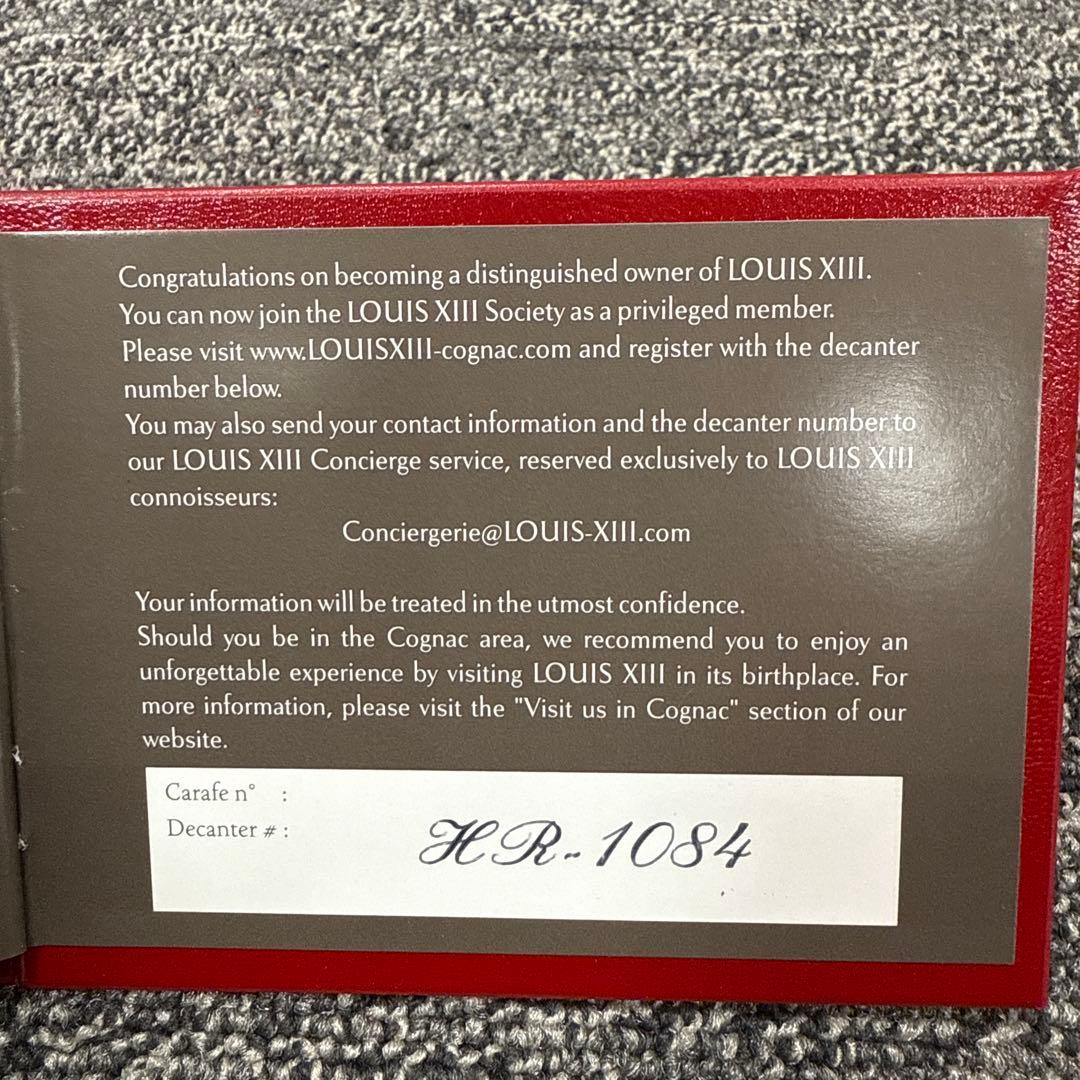 Congratulations on becoming a distinguished owner of LOUIS XIII.
You can now join the LOUIS XIII Society as a privileged member.
Please visit www.LOUISXIII-cognac.com and register with the decanter
number below.
You may also send your contact information and the decanter number to
our LOUIS XIII Concierge service, reserved exclusively to LOUIS XIII
connoisseurs:
Conciergerie@LOUIS-XIII.com
Your information will be treated in the utmost confidence.
Should you be in the Cognac area, we recommend you to enjoy an
unforgettable experience by visiting LOUIS XIII in its birthplace. For
more information, please visit the "Visit us in Cognac" section of our
website.
Carafe n° :
Decanter # :
HR-1084